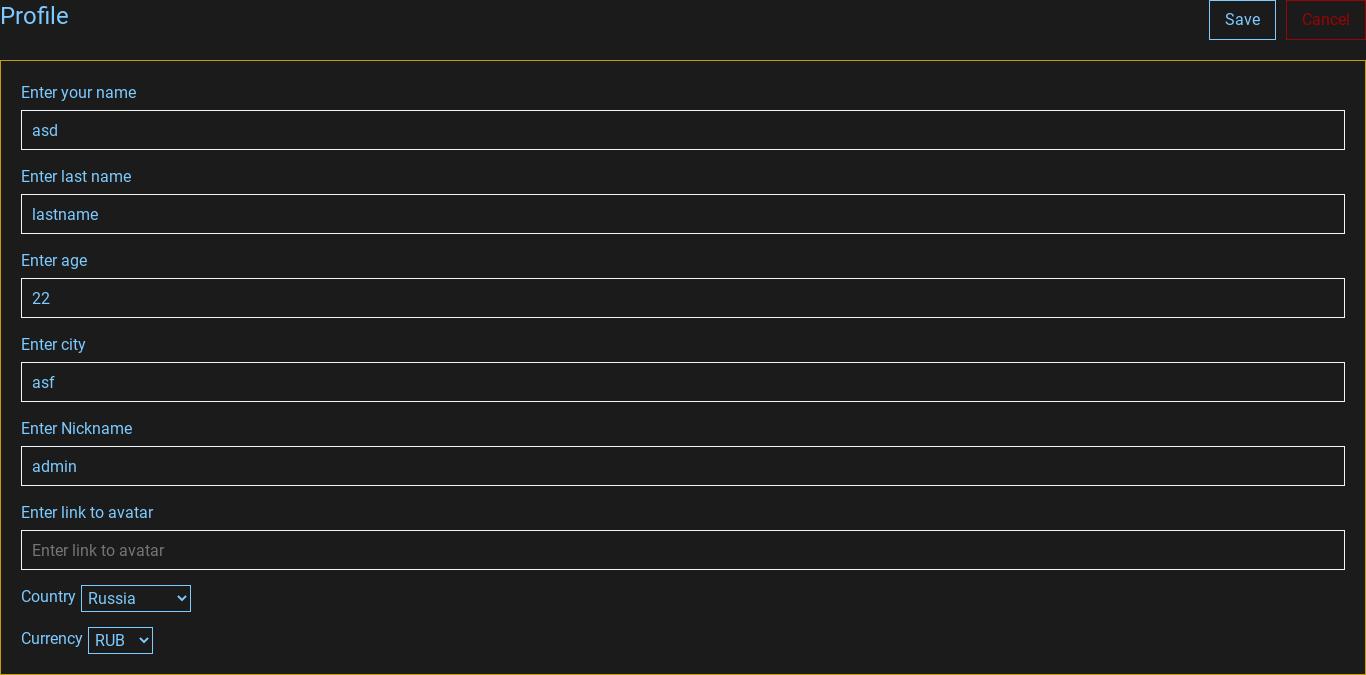 Profile
Save Cancel
Enter your name
asd
Enter last name
lastname
Enter age
22
Enter city
asf
Enter Nickname
admin
Enter link to avatar
Enter link to avatar
Country Russia
Currency RUB